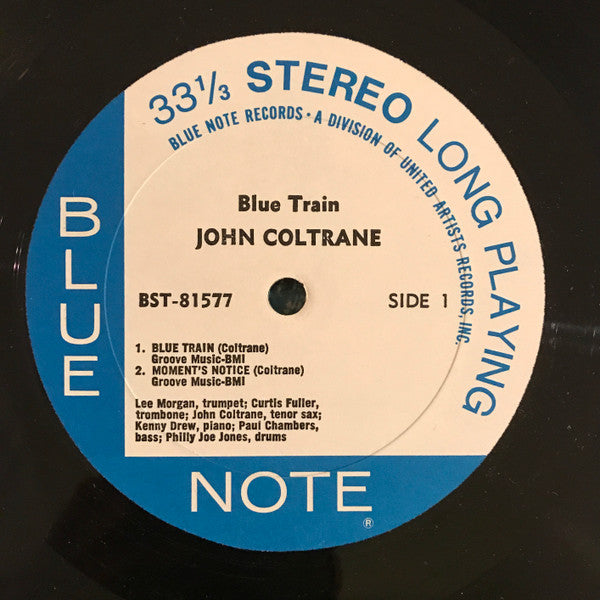 33⅓ STEREO LONG PLAYING
BLUE NOTE RECORDS • A DIVISION OF UNITED ARTISTS RECORDS, INC.
Blue Train
JOHN COLTRANE
BST-81577
SIDE 1
1. BLUE TRAIN (Coltrane)
Groove Music-BMI
2. MOMENT'S NOTICE (Coltrane)
Groove Music-BMI
Lee Morgan, trumpet; Curtis Fuller,
trombone; John Coltrane, tenor sax;
Kenny Drew, piano; Paul Chambers,
bass; Philly Joe Jones, drums
BLUE
NOTE
®